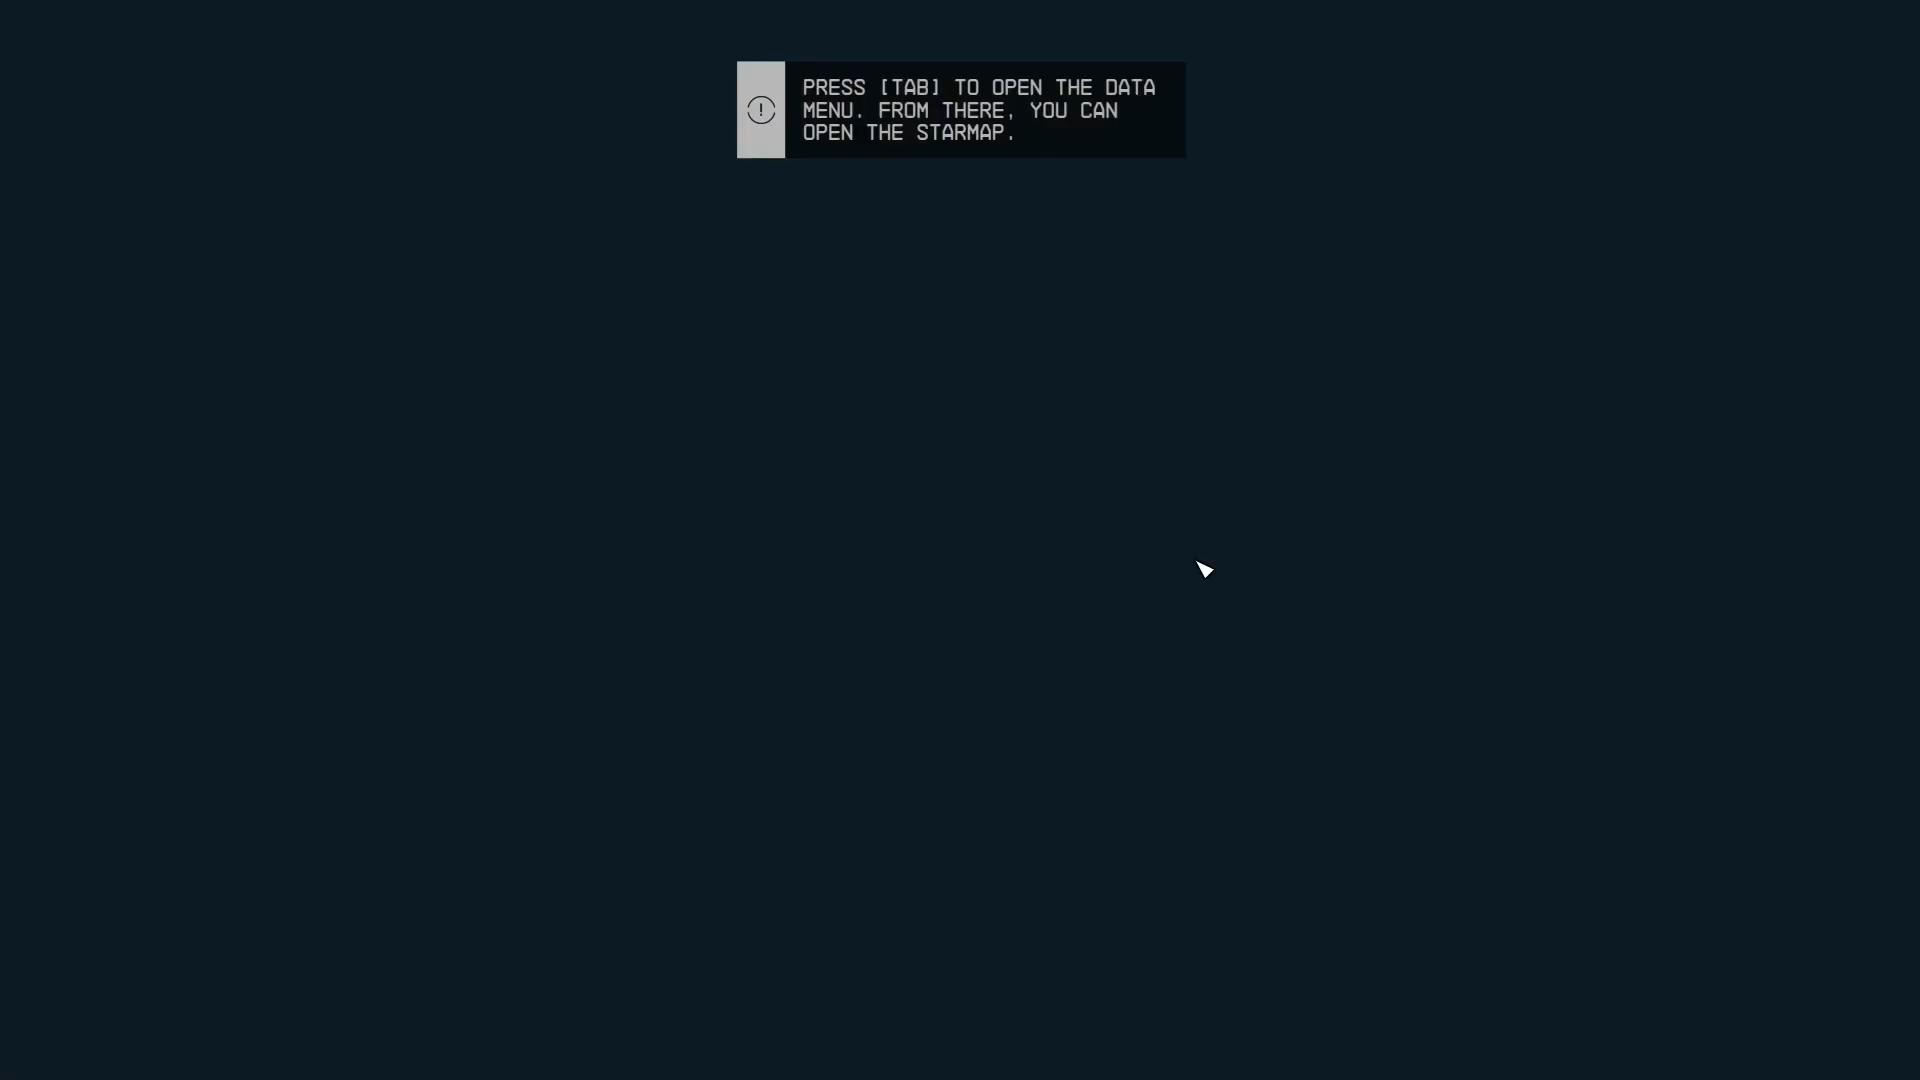 PRESS [TAB] TO OPEN THE DATA
MENU. FROM THERE, YOU CAN
OPEN THE STARMAP.